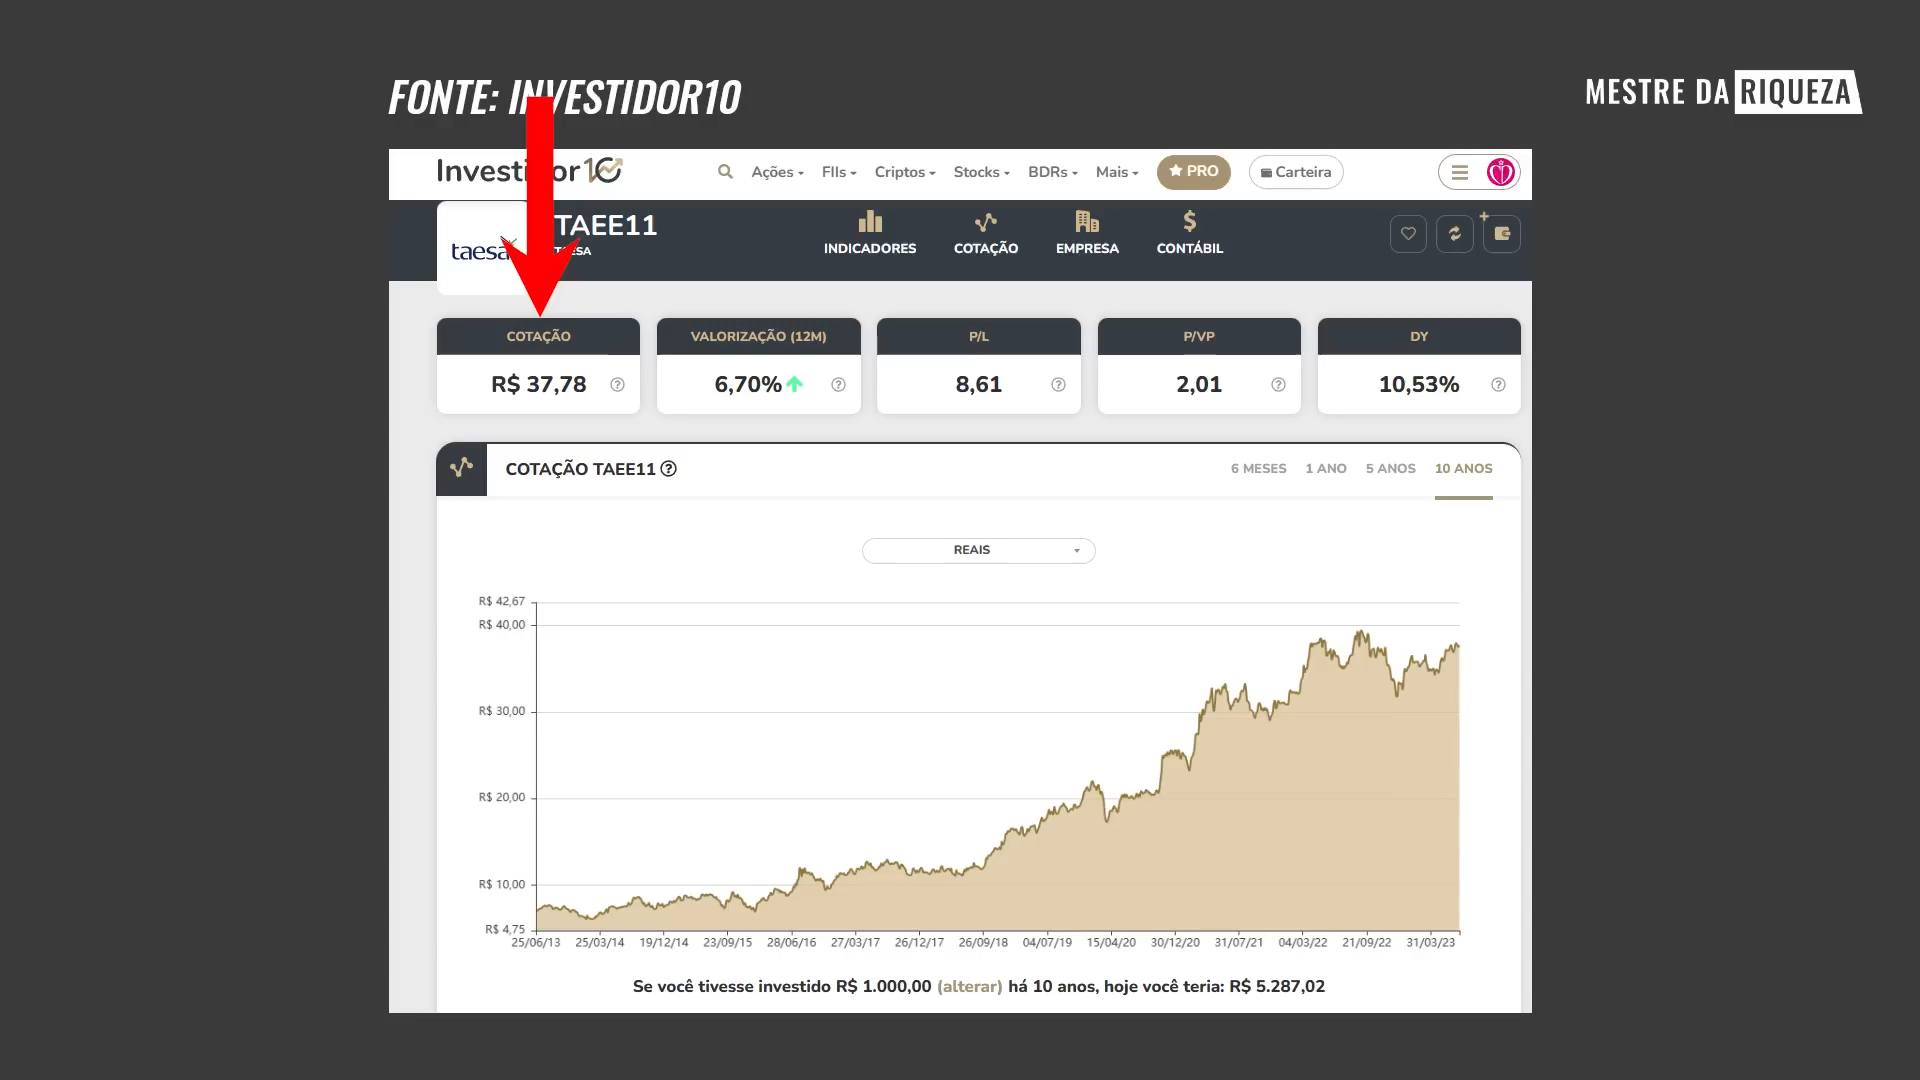 FONTE: INVESTIDOR10
MESTRE DA RIQUEZA
Investidor10
Ações
FIIs
Criptos
Stocks
BDRs
Mais
PRO
Carteira
taesa
TAEE11
TAESA
INDICADORES
COTAÇÃO
EMPRESA
CONTÁBIL
COTAÇÃO
R$ 37,78
VALORIZAÇÃO (12M)
6,70%
P/L
8,61
P/VP
2,01
DY
10,53%
COTAÇÃO TAEE11
6 MESES
1 ANO
5 ANOS
10 ANOS
REAIS
R$ 42,67
R$ 40,00
R$ 30,00
R$ 20,00
R$ 10,00
R$ 4,75
25/06/13
25/03/14
19/12/14
23/09/15
28/06/16
27/03/17
26/12/17
26/09/18
04/07/19
15/04/20
30/12/20
31/07/21
04/03/22
21/09/22
31/03/23
Se você tivesse investido R$ 1.000,00 (alterar) há 10 anos, hoje você teria: R$ 5.287,02